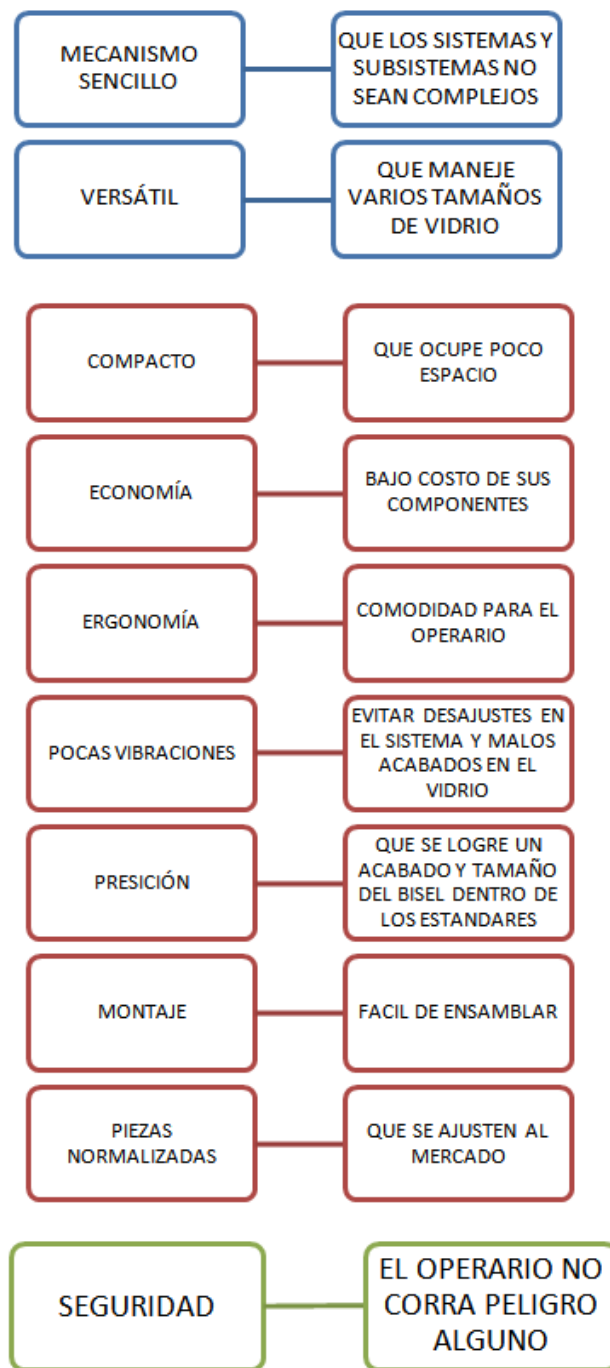 MECANISMO
SENCILLO
QUE LOS SISTEMAS Y
SUBSISTEMAS NO
SEAN COMPLEJOS
VERSÁTIL
QUE MANEJE
VARIOS TAMAÑOS
DE VIDRIO
COMPACTO
QUE OCUPE POCO
ESPACIO
ECONOMÍA
BAJO COSTO DE SUS
COMPONENTES
ERGONOMÍA
COMODIDAD PARA EL
OPERARIO
POCAS VIBRACIONES
EVITAR DESAJUSTES EN
EL SISTEMA Y MALOS
ACABADOS EN EL
VIDRIO
PRESICIÓN
QUE SE LOGRE UN
ACABADO Y TAMAÑO
DEL BISEL DENTRO DE
LOS ESTANDARES
MONTAJE
FACIL DE ENSAMBLAR
PIEZAS
NORMALIZADAS
QUE SE AJUSTEN AL
MERCADO
SEGURIDAD
EL OPERARIO NO
CORRA PELIGRO
ALGUNO